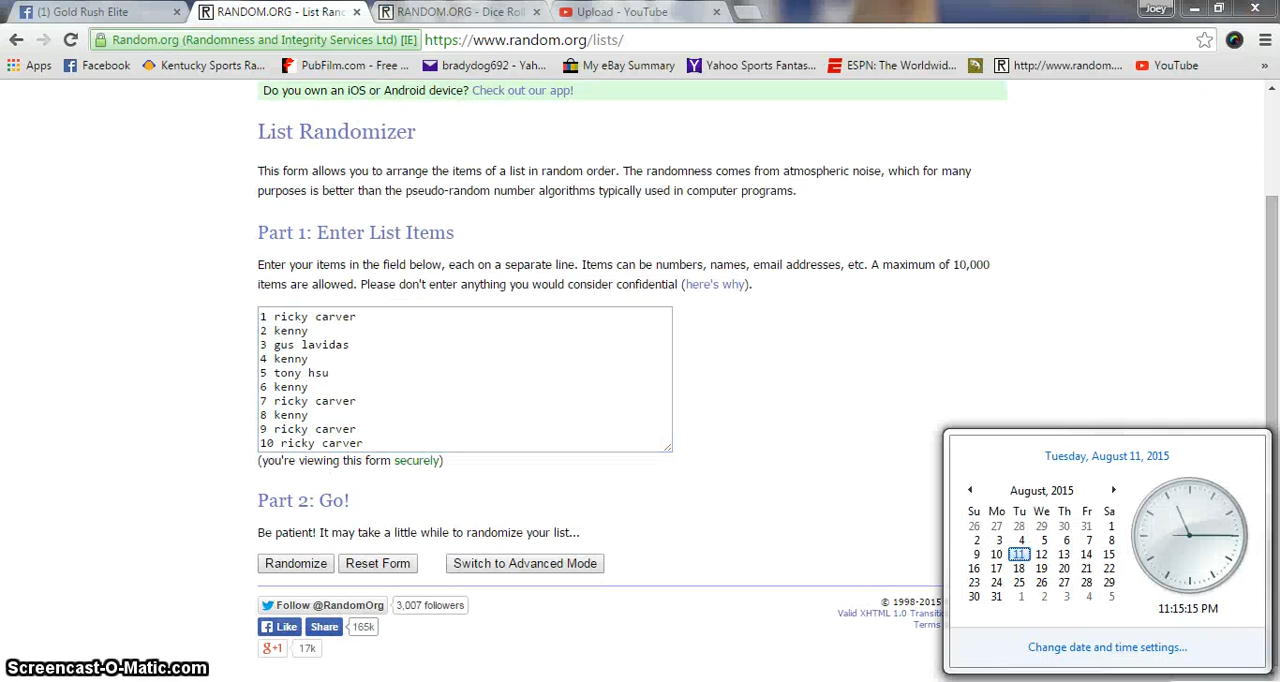 (1) Gold Rush Elite
RANDOM.ORG - List Ran
RANDOM.ORG - Dice Roll
Upload - YouTube
Joey
Random.org (Randomness and Integrity Services Ltd) [IE]
https://www.random.org/lists/
Apps
Facebook
Kentucky Sports Ra...
PubFilm.com - Free ...
bradydog692 - Yah...
My eBay Summary
Yahoo Sports Fantas...
ESPN: The Worldwid...
http://www.random....
YouTube
»
Do you own an iOS or Android device? Check out our app!
List Randomizer
This form allows you to arrange the items of a list in random order. The randomness comes from atmospheric noise, which for many
purposes is better than the pseudo-random number algorithms typically used in computer programs.
Part 1: Enter List Items
Enter your items in the field below, each on a separate line. Items can be numbers, names, email addresses, etc. A maximum of 10,000
items are allowed. Please don't enter anything you would consider confidential (here's why).
1 ricky carver
2 kenny
3 gus lavidas
4 kenny
5 tony hsu
6 kenny
7 ricky carver
8 kenny
9 ricky carver
10 ricky carver
(you're viewing this form securely)
Part 2: Go!
Be patient! It may take a little while to randomize your list...
Randomize
Reset Form
Switch to Advanced Mode
Follow @RandomOrg
3,007 followers
Like
Share
165k
g+1
17k
© 1998-2015
Valid XHTML 1.0 Transiti
Terms
Tuesday, August 11, 2015
August, 2015
Su Mo Tu We Th Fr Sa
26 27 28 29 30 31 1
2 3 4 5 6 7 8
9 10 11 12 13 14 15
16 17 18 19 20 21 22
23 24 25 26 27 28 29
30 31 1 2 3 4 5
11:15:15 PM
Change date and time settings...
Screencast-O-Matic.com